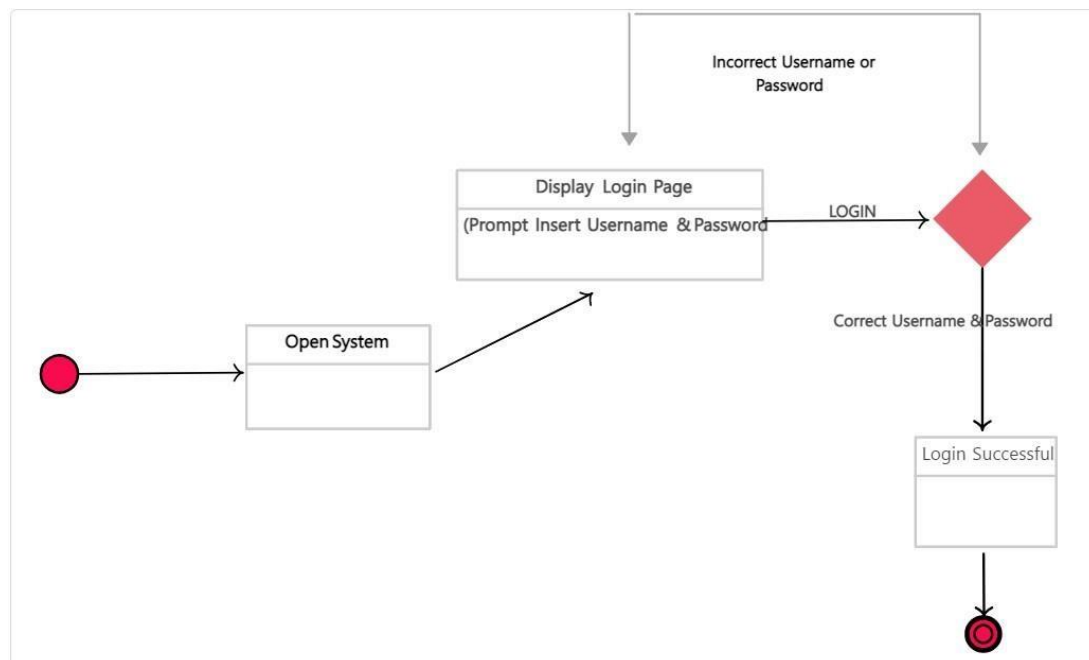 Incorrect Username or
Password
Display Login Page
(Prompt Insert Username & Password
LOGIN
Open System
Correct Username & Password
Login Successful